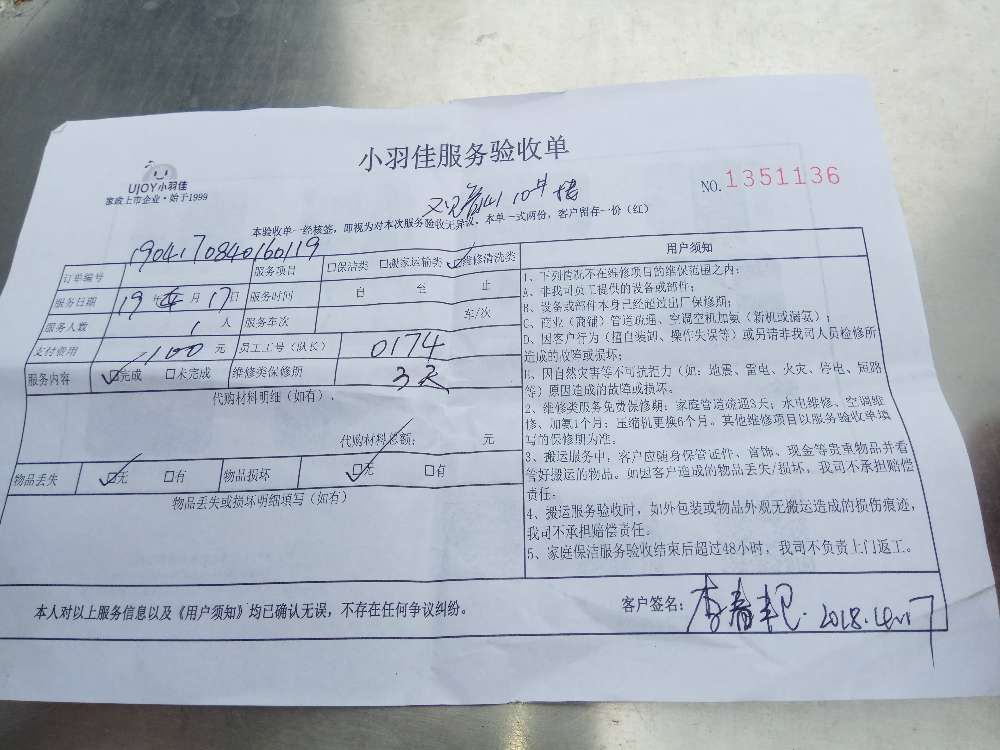 小羽佳服务验收单
UJOY小羽佳
家政上市企业·始于1999
NO.1351136
10#楼
本验收单一经核签，即视为对本次服务验收无异议，本单一式两份，客户留存一份（红）
订单编号 190417084016019 服务项目 □保洁类 □搬家运输类 ☑维修清洗类
服务日期 19年 月17日 服务时间 自 至 止
服务人数 1人 服务车次 车/次
支付费用 100元 员工工号（队长） 0174
服务内容 ☑完成 □未完成 维修类保修期 3天
代购材料明细（如有）：
代购材料总额： 元
物品丢失 ☑无 □有 物品损坏 ☑无 □有
物品丢失或损坏明细填写（如有）
用户须知
1、下列情况不在维修项目的维保范围之内：
A、非我司员工提供的设备或部件；
B、设备或部件本身已经超过出厂保修期；
C、商业（商铺）管道疏通、空调空机加氨（新机或漏氨）；
D、因客户行为（擅自装卸、操作失误等）或另请非我司人员检修所
造成的故障或损坏；
E、因自然灾害等不可抗拒力（如：地震、雷电、火灾、停电、短路
等）原因造成的故障或损坏。
2、维修类服务免费保修期：家庭管道疏通3天；水电维修、空调维
修、加氨1个月；压缩机更换6个月。其他维修项目以服务验收单填
写的保修期为准。
3、搬运服务中，客户应随身保管证件、首饰、现金等贵重物品并看
管好搬运的物品。如因客户造成的物品丢失/损坏，我司不承担赔偿
责任。
4、搬运服务验收时，如外包装或物品外观无搬运造成的损伤痕迹，
我司不承担赔偿责任。
5、家庭保洁服务验收结束后超过48小时，我司不负责上门返工。
本人对以上服务信息以及《用户须知》均已确认无误，不存在任何争议纠纷。
客户签名：李春 2018.4.17